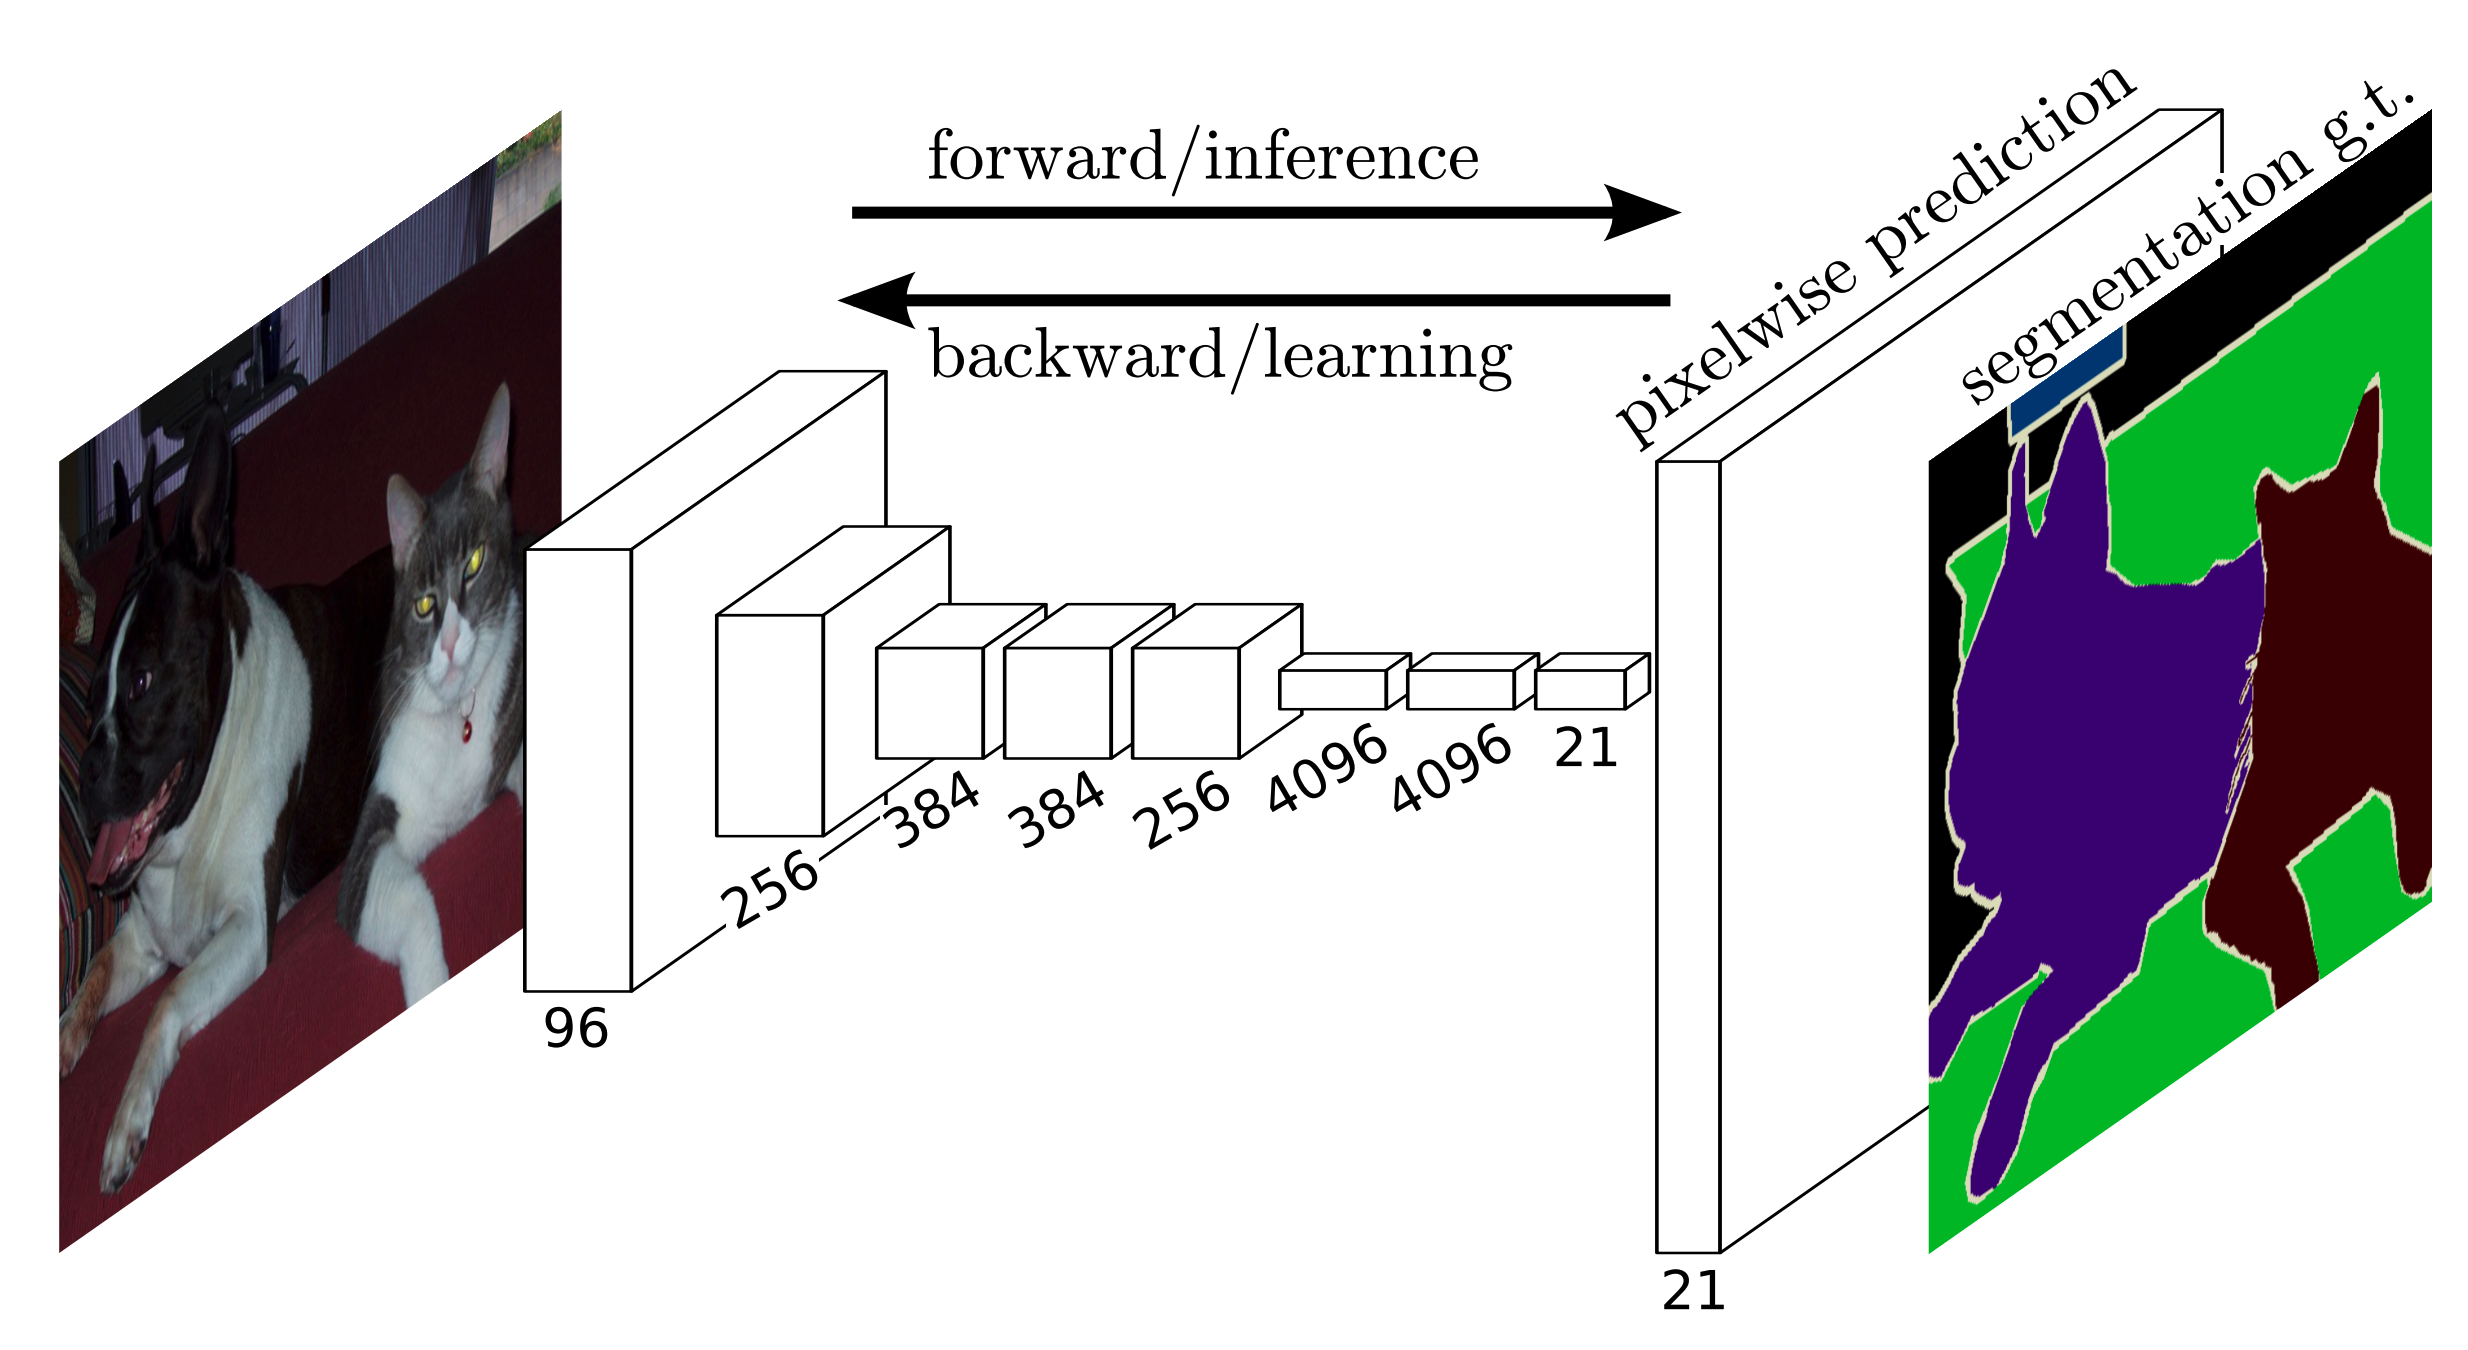 forward/inference
backward/learning
pixelwise prediction
segmentation g.t.
96
256
384
384
256
4096
4096
21
21